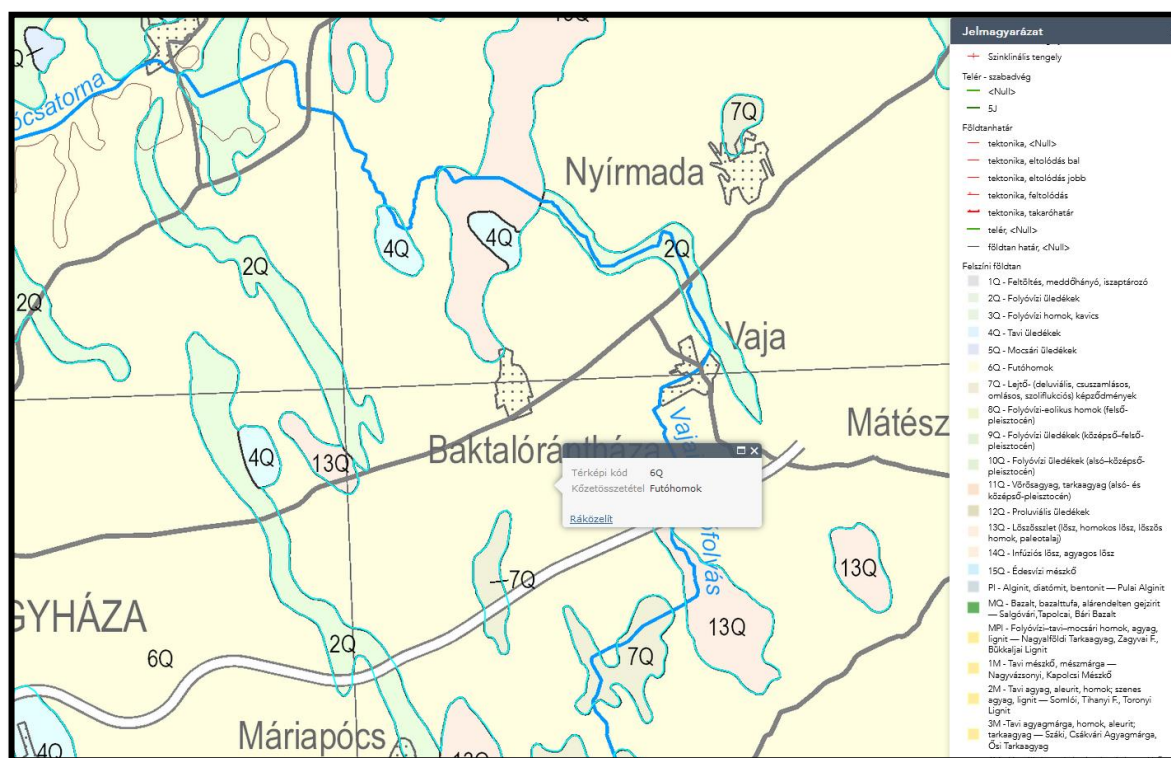 Q
ócsatorna
7Q
Nyírmada
4Q
4Q
2Q
2Q
2Q
Vaja
Baktalórántháza
Vaja
Mátész
4Q
13Q
Térképi kód 6Q
Kőzetösszetétel Futóhomok
Ráközelít
folyás
7Q
13Q
13Q
GYHÁZA
6Q
2Q
7Q
Máriapócs
4Q
Jelmagyarázat
Szinklinális tengely
Telér - szabadvég
<Null>
5J
Földtanhatár
tektonika, <Null>
tektonika, eltolódás bal
tektonika, eltolódás jobb
tektonika, feltolódás
tektonika, takaróhatár
telér, <Null>
földtan határ, <Null>
Felszíni földtan
1Q - Feltöltés, meddőhányó, iszaptározó
2Q - Folyóvízi üledékek
3Q - Folyóvízi homok, kavics
4Q - Tavi üledékek
5Q - Mocsári üledékek
6Q - Futóhomok
7Q - Lejtő- (deluviális, csuszamlásos,
omlásos, szoliflukciós) képződmények
8Q - Folyóvízi-eolikus homok (felső-
pleisztocén)
9Q - Folyóvízi üledékek (középső-felső-
pleisztocén)
10Q - Folyóvízi üledékek (alsó-középső-
pleisztocén)
11Q - Vörösagyag, tarkaagyag (alsó- és
középső-pleisztocén)
12Q - Proluviális üledékek
13Q - Löszösszlet (lösz, homokos lösz, löszös
homok, paleotalaj)
14Q - Infúziós lösz, agyagos lösz
15Q - Édesvízi mészkő
Pl - Alginit, diatómit, bentonit — Pulai Alginit
MQ - Bazalt, bazalttufa, alárendelten gejzirit
— Salgóvári,Tapolcai, Bári Bazalt
MPl - Folyóvízi-tavi-mocsári homok, agyag,
lignit — Nagyalföldi Tarkaagyag, Zagyvai F.,
Bükkaljai Lignit
1M - Tavi mészkő, mészmárga —
Nagyvázsonyi, Kapolcsi Mészkő
2M - Tavi agyag, aleurit, homok; szenes
agyag, lignit — Somlói, Tihanyi F., Toronyi
Lignit
3M -Tavi agyagmárga, homok, aleurit;
tarkaagyag — Száki, Csákvári Agyagmárga,
Ősi Tarkaagyag